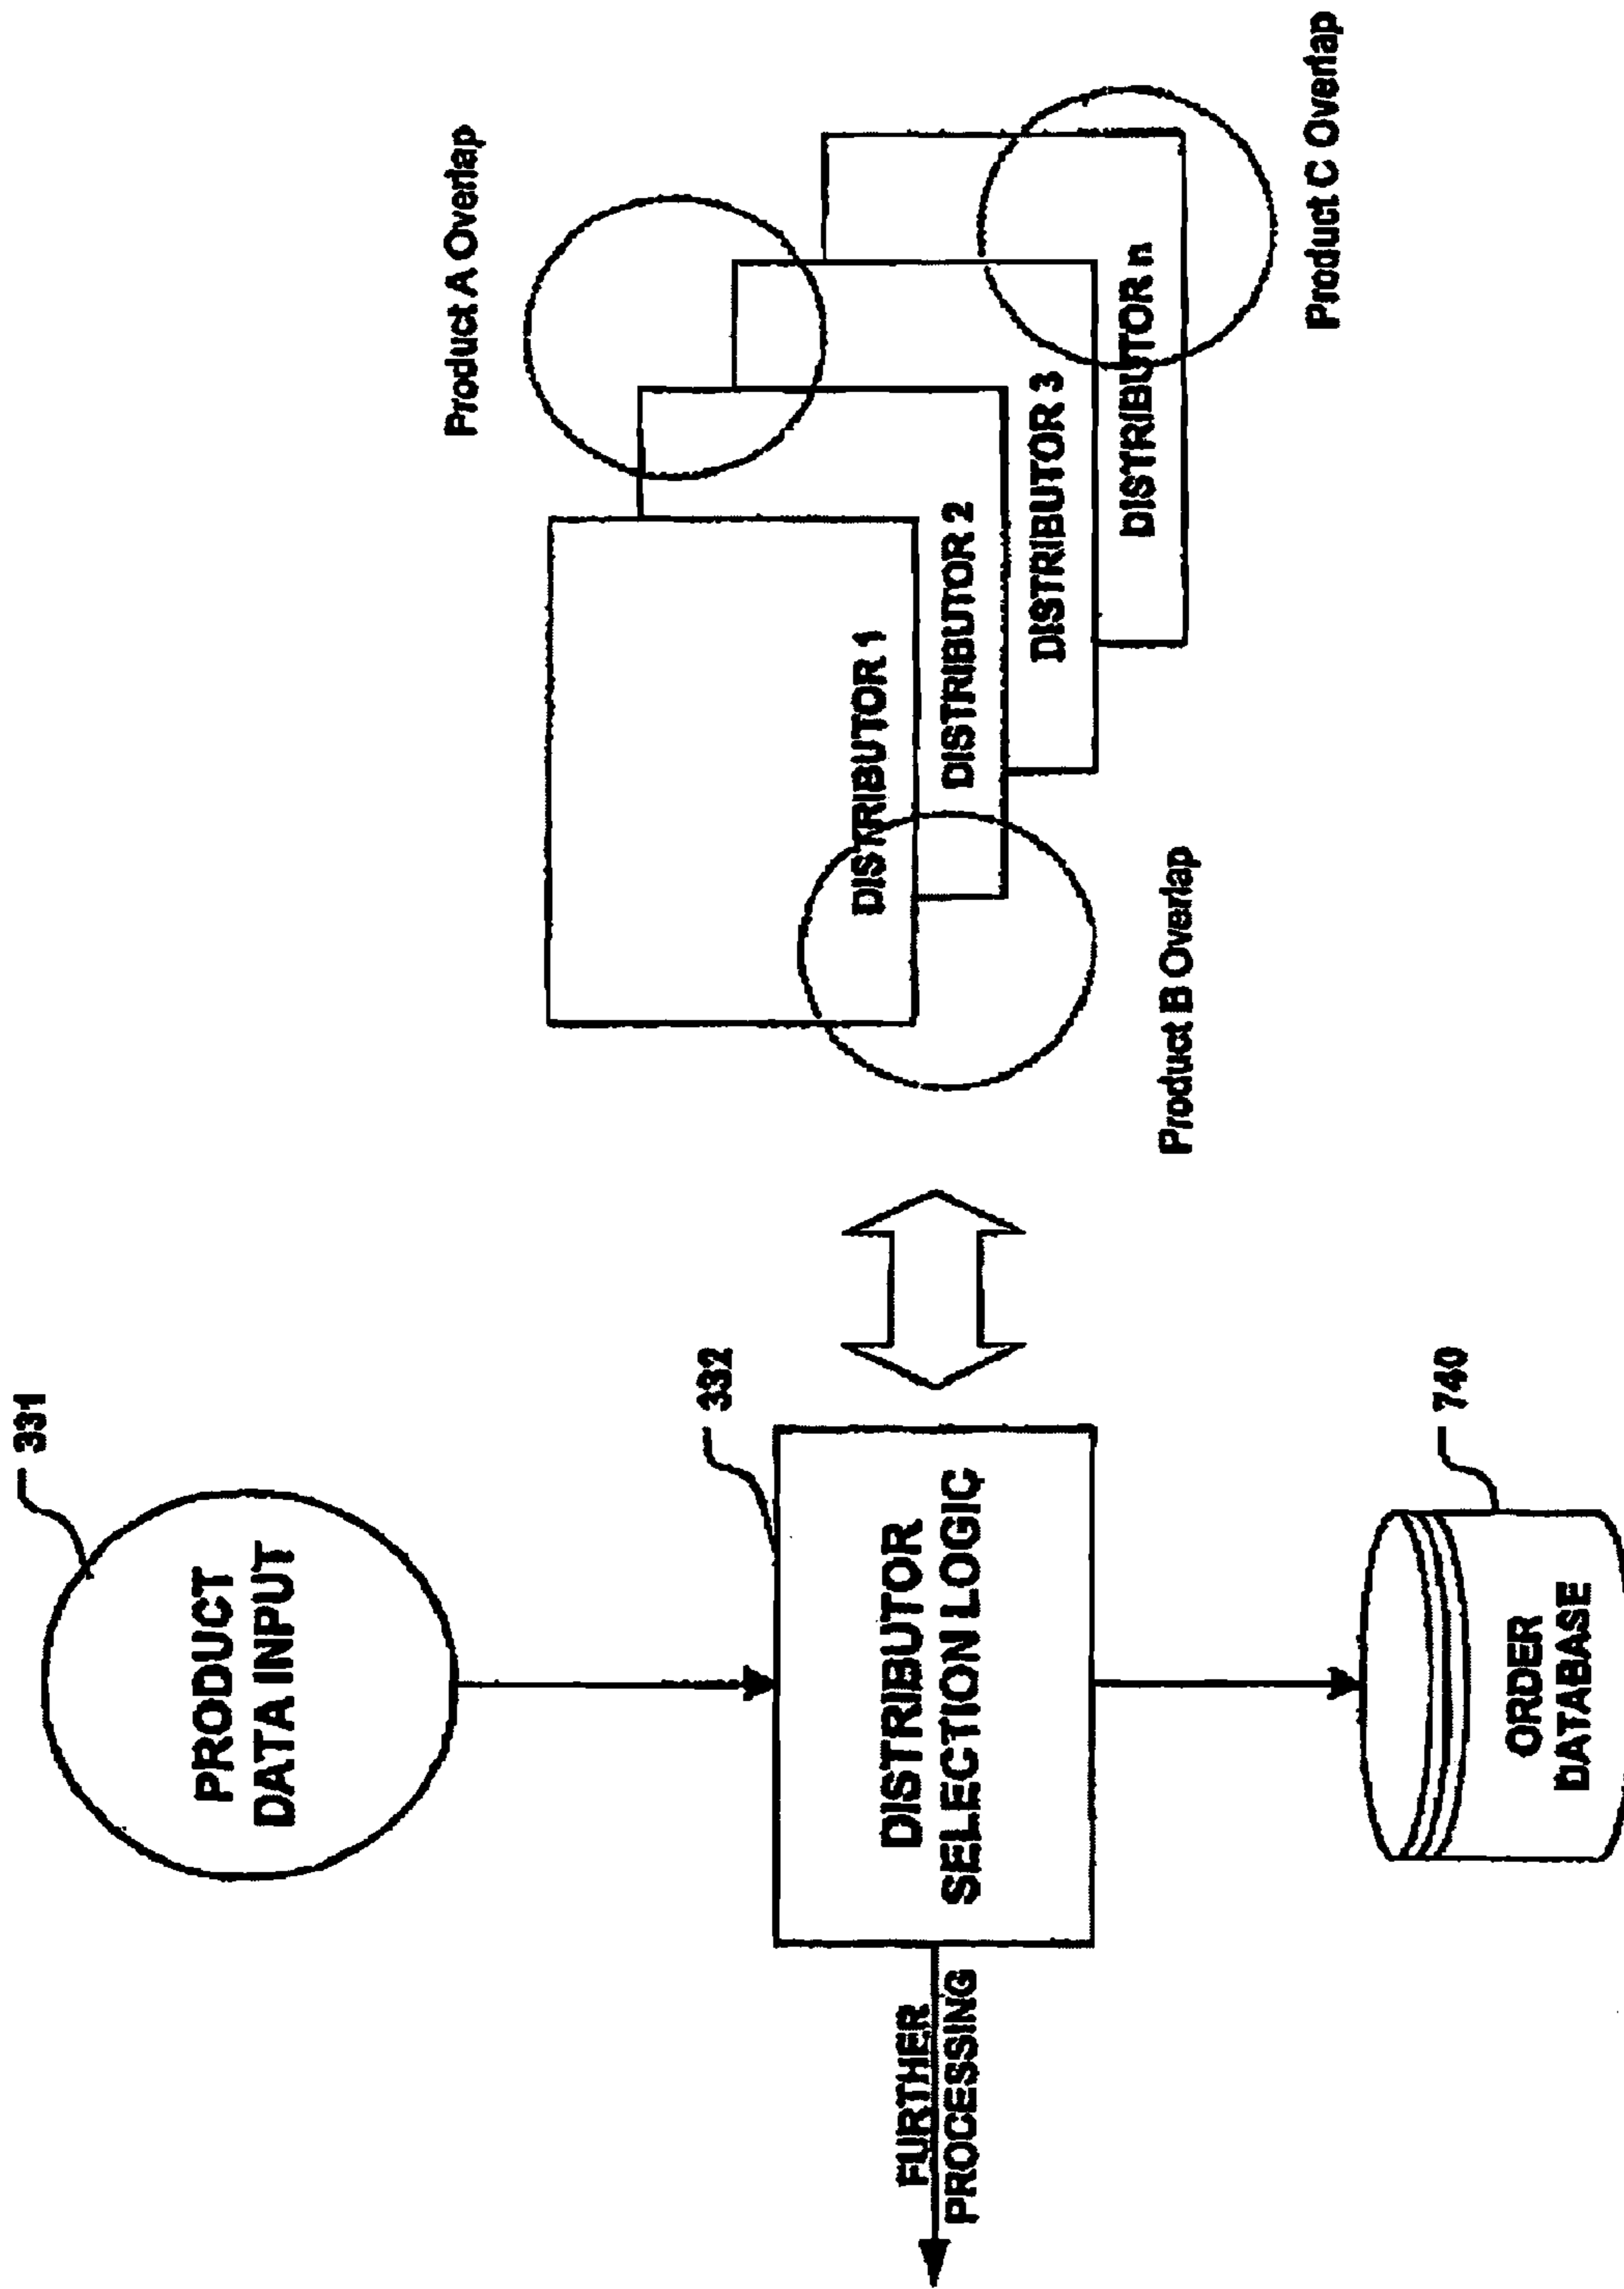 331
PRODUCT
DATA INPUT
332
DISTRIBUTOR
SELECTION LOGIC
FURTHER
PROCESSING
740
ORDER
DATABASE
Product A Overlap
DISTRIBUTOR 1
DISTRIBUTOR 2
DISTRIBUTOR 3
DISTRIBUTOR n
Product B Overlap
Product C Overlap